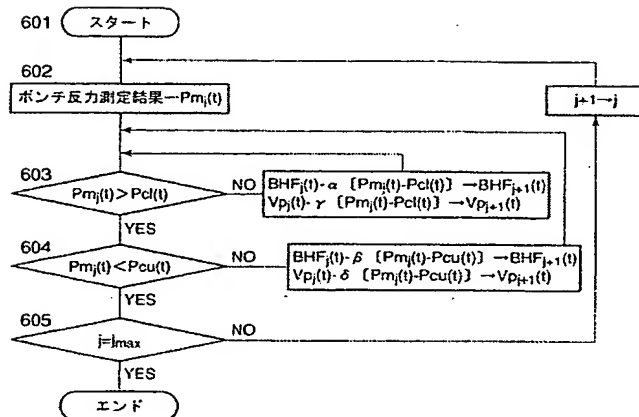 601 スタート
602
ポンチ反力測定結果→Pmj(t)
j+1→j
603
Pmj(t)>Pcl(t)
NO
BHFj(t)-α〔Pmj(t)-Pcl(t)〕→BHFj+1(t)
Vpj(t)-γ〔Pmj(t)-Pcl(t)〕→Vpj+1(t)
YES
604
Pmj(t)<Pcu(t)
NO
BHFj(t)-β〔Pmj(t)-Pcu(t)〕→BHFj+1(t)
Vpj(t)-δ〔Pmj(t)-Pcu(t)〕→Vpj+1(t)
YES
605
j=jmax
NO
YES
エンド